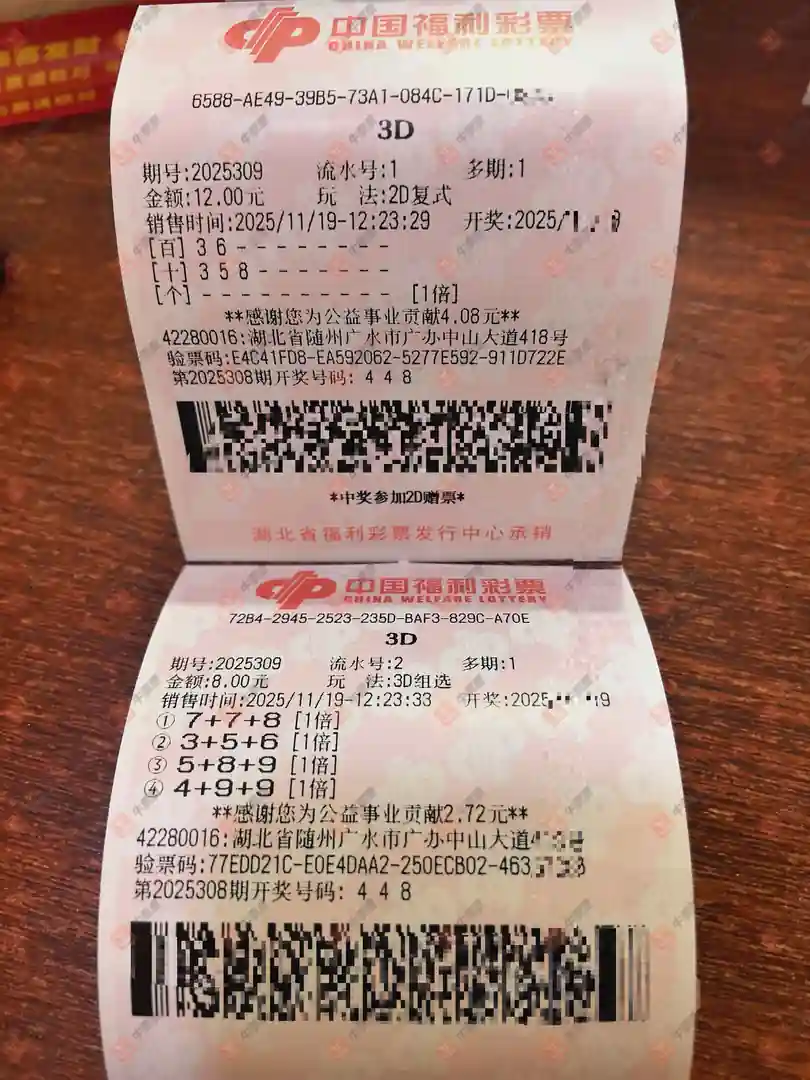 中国福利彩票
CHINA WELFARE LOTTERY
6588-AE49-39B5-73A1-084C-171D-
3D
期号:2025309 流水号:1 多期:1
金额:12.00元 玩 法:2D复式
销售时间:2025/11/19-12:23:29 开奖:2025/
[百] 3 6 - - - - - - - -
[十] 3 5 8 - - - - - - -
[个] - - - - - - - - - - [1倍]
**感谢您为公益事业贡献4.08元**
42280016:湖北省随州广水市广办中山大道418号
验票码:E4C41FD8-EA592062-5277E592-911D722E
第2025308期开奖号码: 4 4 8
*中奖参加2D赠票*
湖北省福利彩票发行中心承销
中国福利彩票
CHINA WELFARE LOTTERY
72B4-2945-2523-235D-BAF3-829C-A70E
3D
期号:2025309 流水号:2 多期:1
金额:8.00元 玩 法:3D组选
销售时间:2025/11/19-12:23:33 开奖:2025
① 7+7+8 [1倍]
② 3+5+6 [1倍]
③ 5+8+9 [1倍]
④ 4+9+9 [1倍]
**感谢您为公益事业贡献2.72元**
42280016:湖北省随州广水市广办中山大道
验票码:77EDD21C-E0E4DAA2-250ECB02-463
第2025308期开奖号码: 4 4 8